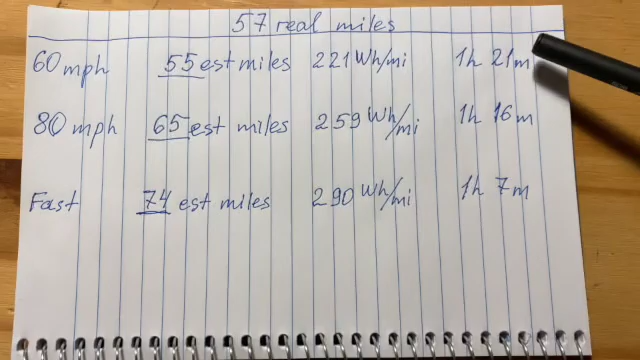 57 real miles
60 mph 55 est miles 221 Wh/mi 1h 21m
80 mph 65 est miles 259 Wh/mi 1h 16m
Fast 74 est miles 290 Wh/mi 1h 7m